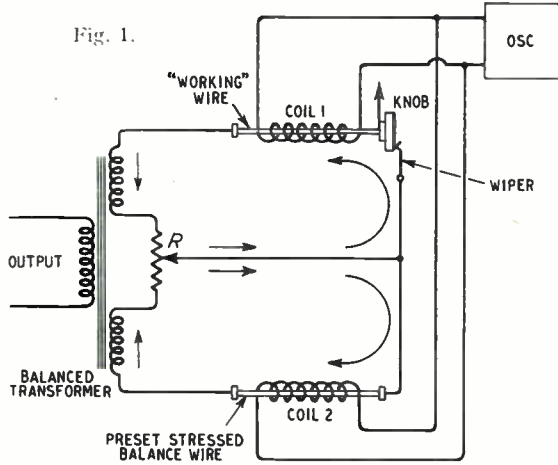 Fig. 1.
OSC
"WORKING"
WIRE
COIL 1
KNOB
WIPER
R
OUTPUT
BALANCED
TRANSFORMER
COIL 2
PRESET STRESSED
BALANCE WIRE